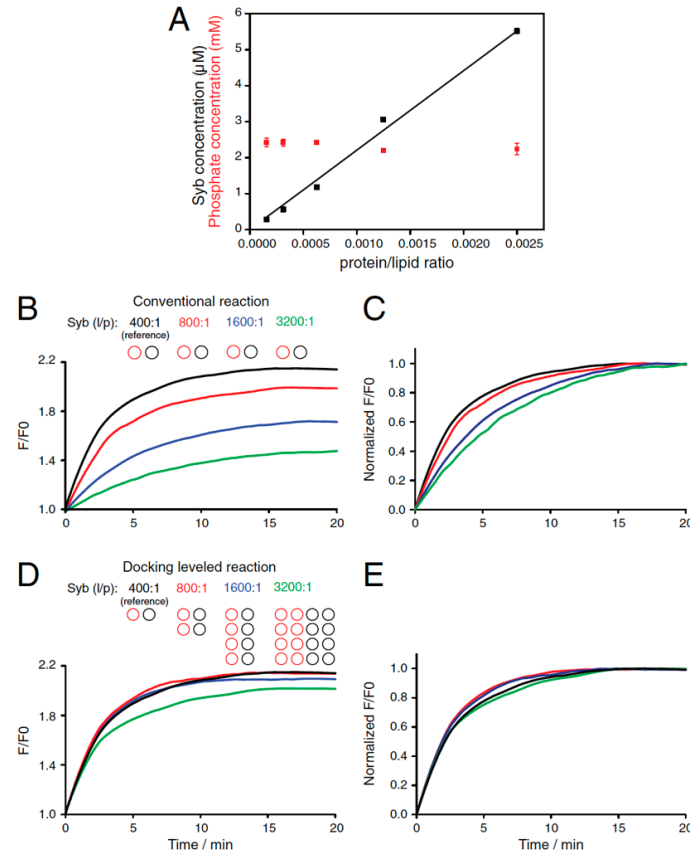 A
Syb concentration (µM)
Phosphate concentration (mM)
6
5
4
3
2
1
0
0.0000 0.0005 0.0010 0.0015 0.0020 0.0025
protein/lipid ratio
B
Conventional reaction
Syb (l/p): 400:1 800:1 1600:1 3200:1
(reference)
F/F0
2.2
1.8
1.4
1.0
0 5 10 15 20
C
Normalized F/F0
1.0
0.8
0.6
0.4
0.2
0.0
0 5 10 15 20
D
Docking leveled reaction
Syb (l/p): 400:1 800:1 1600:1 3200:1
(reference)
F/F0
2.2
1.8
1.4
1.0
0 5 10 15 20
Time / min
E
Normalized F/F0
1.0
0.8
0.6
0.4
0.2
0.0
0 5 10 15 20
Time / min